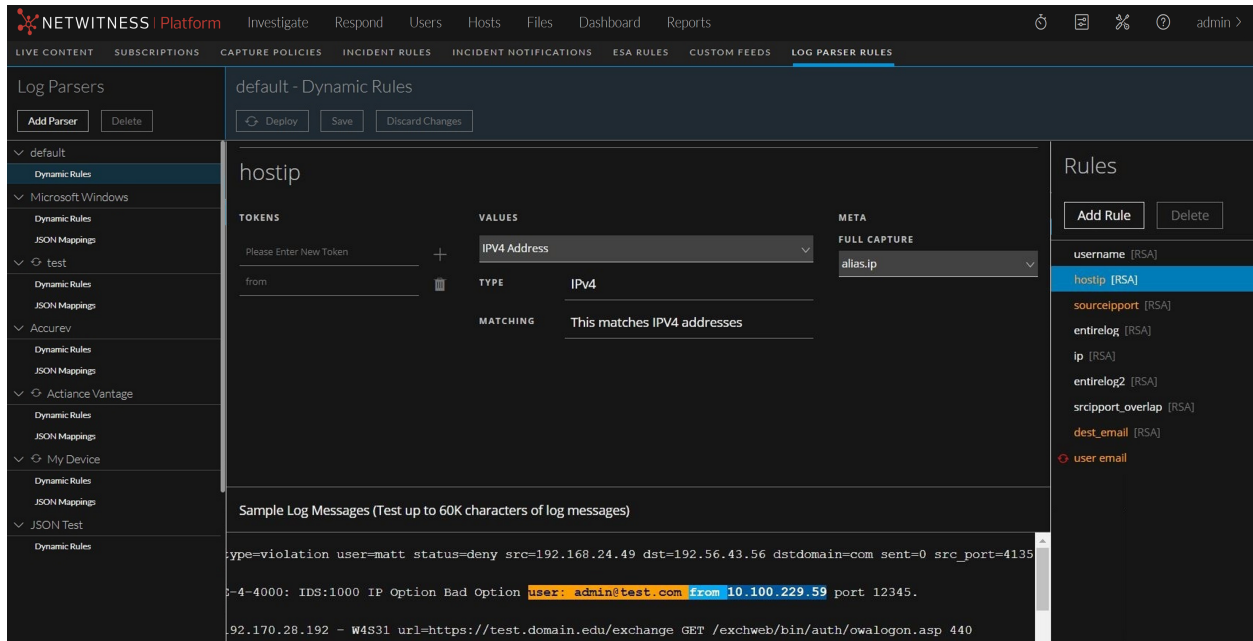 NETWITNESS | Platform Investigate Respond Users Hosts Files Dashboard Reports admin >
LIVE CONTENT SUBSCRIPTIONS CAPTURE POLICIES INCIDENT RULES INCIDENT NOTIFICATIONS ESA RULES CUSTOM FEEDS LOG PARSER RULES
Log Parsers
Add Parser Delete
default
Dynamic Rules
Microsoft Windows
Dynamic Rules
JSON Mappings
test
Dynamic Rules
JSON Mappings
Accurev
Dynamic Rules
JSON Mappings
Actiance Vantage
Dynamic Rules
JSON Mappings
My Device
Dynamic Rules
JSON Mappings
JSON Test
Dynamic Rules
default - Dynamic Rules
Deploy Save Discard Changes
hostip
TOKENS
Please Enter New Token
from
VALUES
IPV4 Address
TYPE IPv4
MATCHING This matches IPV4 addresses
META
FULL CAPTURE
alias.ip
Sample Log Messages (Test up to 60K characters of log messages)
type=violation user=matt status=deny src=192.168.24.49 dst=192.56.43.56 dstdomain=com sent=0 src_port=4135
-4-4000: IDS:1000 IP Option Bad Option user: admin@test.com from 10.100.229.59 port 12345.
192.170.28.192 - W4S31 url=https://test.domain.edu/exchange GET /exchweb/bin/auth/owalogon.asp 440
Rules
Add Rule Delete
username [RSA]
hostip [RSA]
sourceipport [RSA]
entirelog [RSA]
ip [RSA]
entirelog2 [RSA]
srcipport_overlap [RSA]
dest_email [RSA]
user email